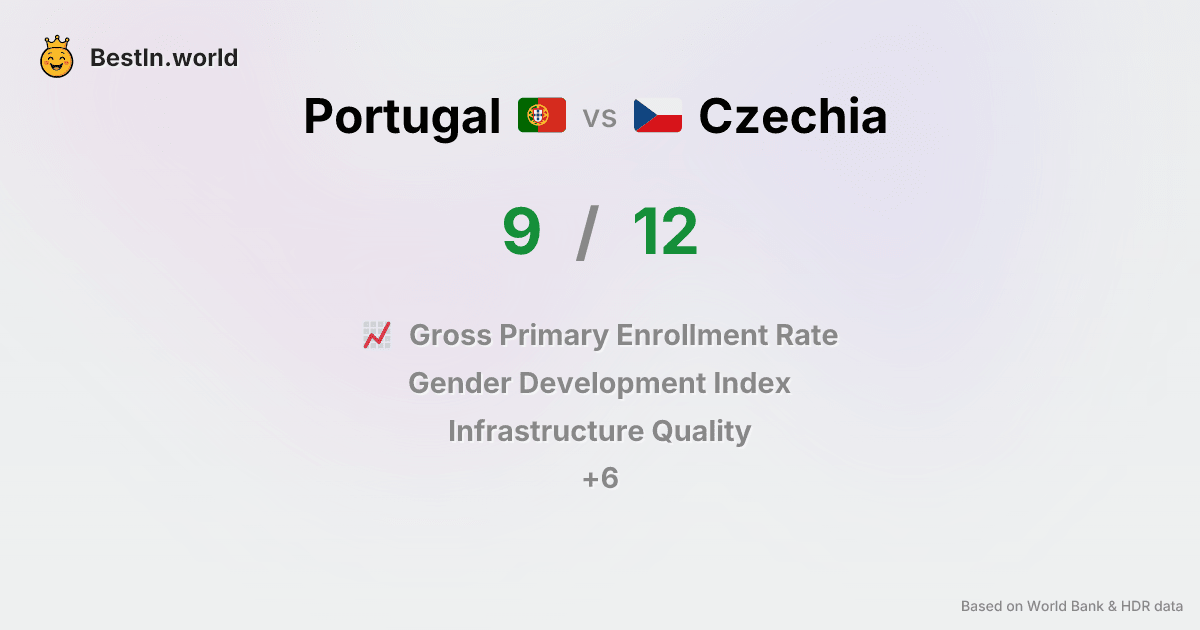 BestIn.world
Portugal vs Czechia
9 / 12
Gross Primary Enrollment Rate
Gender Development Index
Infrastructure Quality
+6
Based on World Bank & HDR data